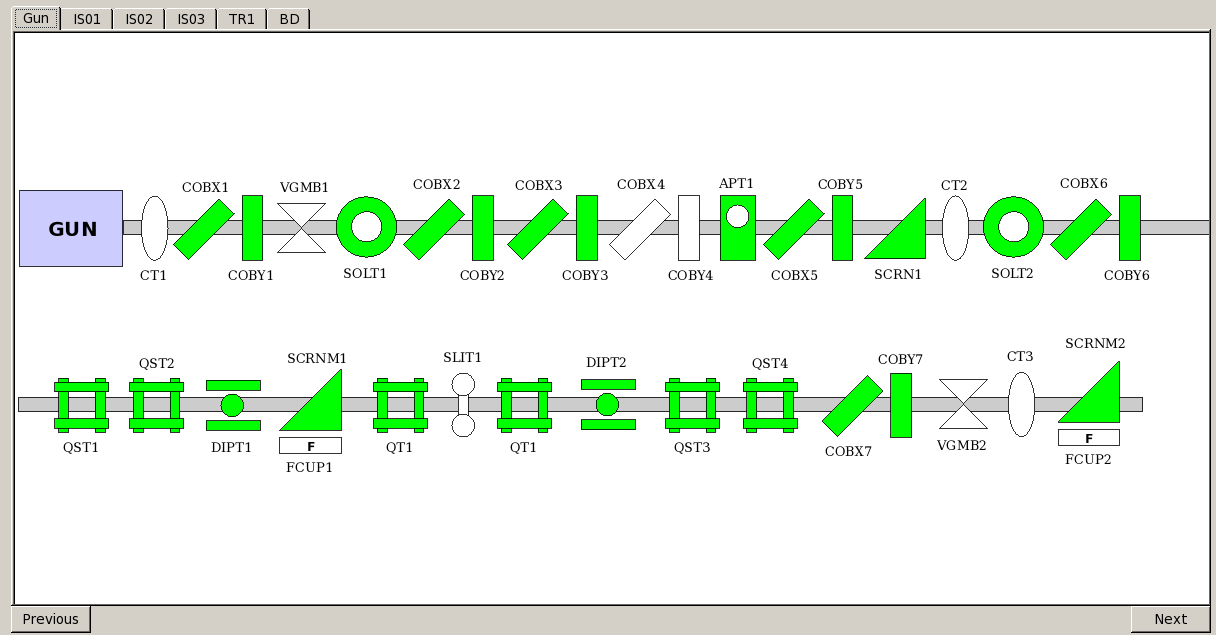 Gun IS01 IS02 IS03 TR1 BD
COBX1 VGMB1 COBX2 COBX3 COBX4 APT1 COBY5 CT2 COBX6
GUN
CT1 COBY1 SOLT1 COBY2 COBY3 COBY4 COBX5 SCRN1 SOLT2 COBY6
QST2 SCRNM1 SLIT1 DIPT2 QST4 COBY7 CT3 SCRNM2
F F
QST1 DIPT1 QT1 QT1 QST3 COBX7 VGMB2
FCUP1 FCUP2
Previous Next